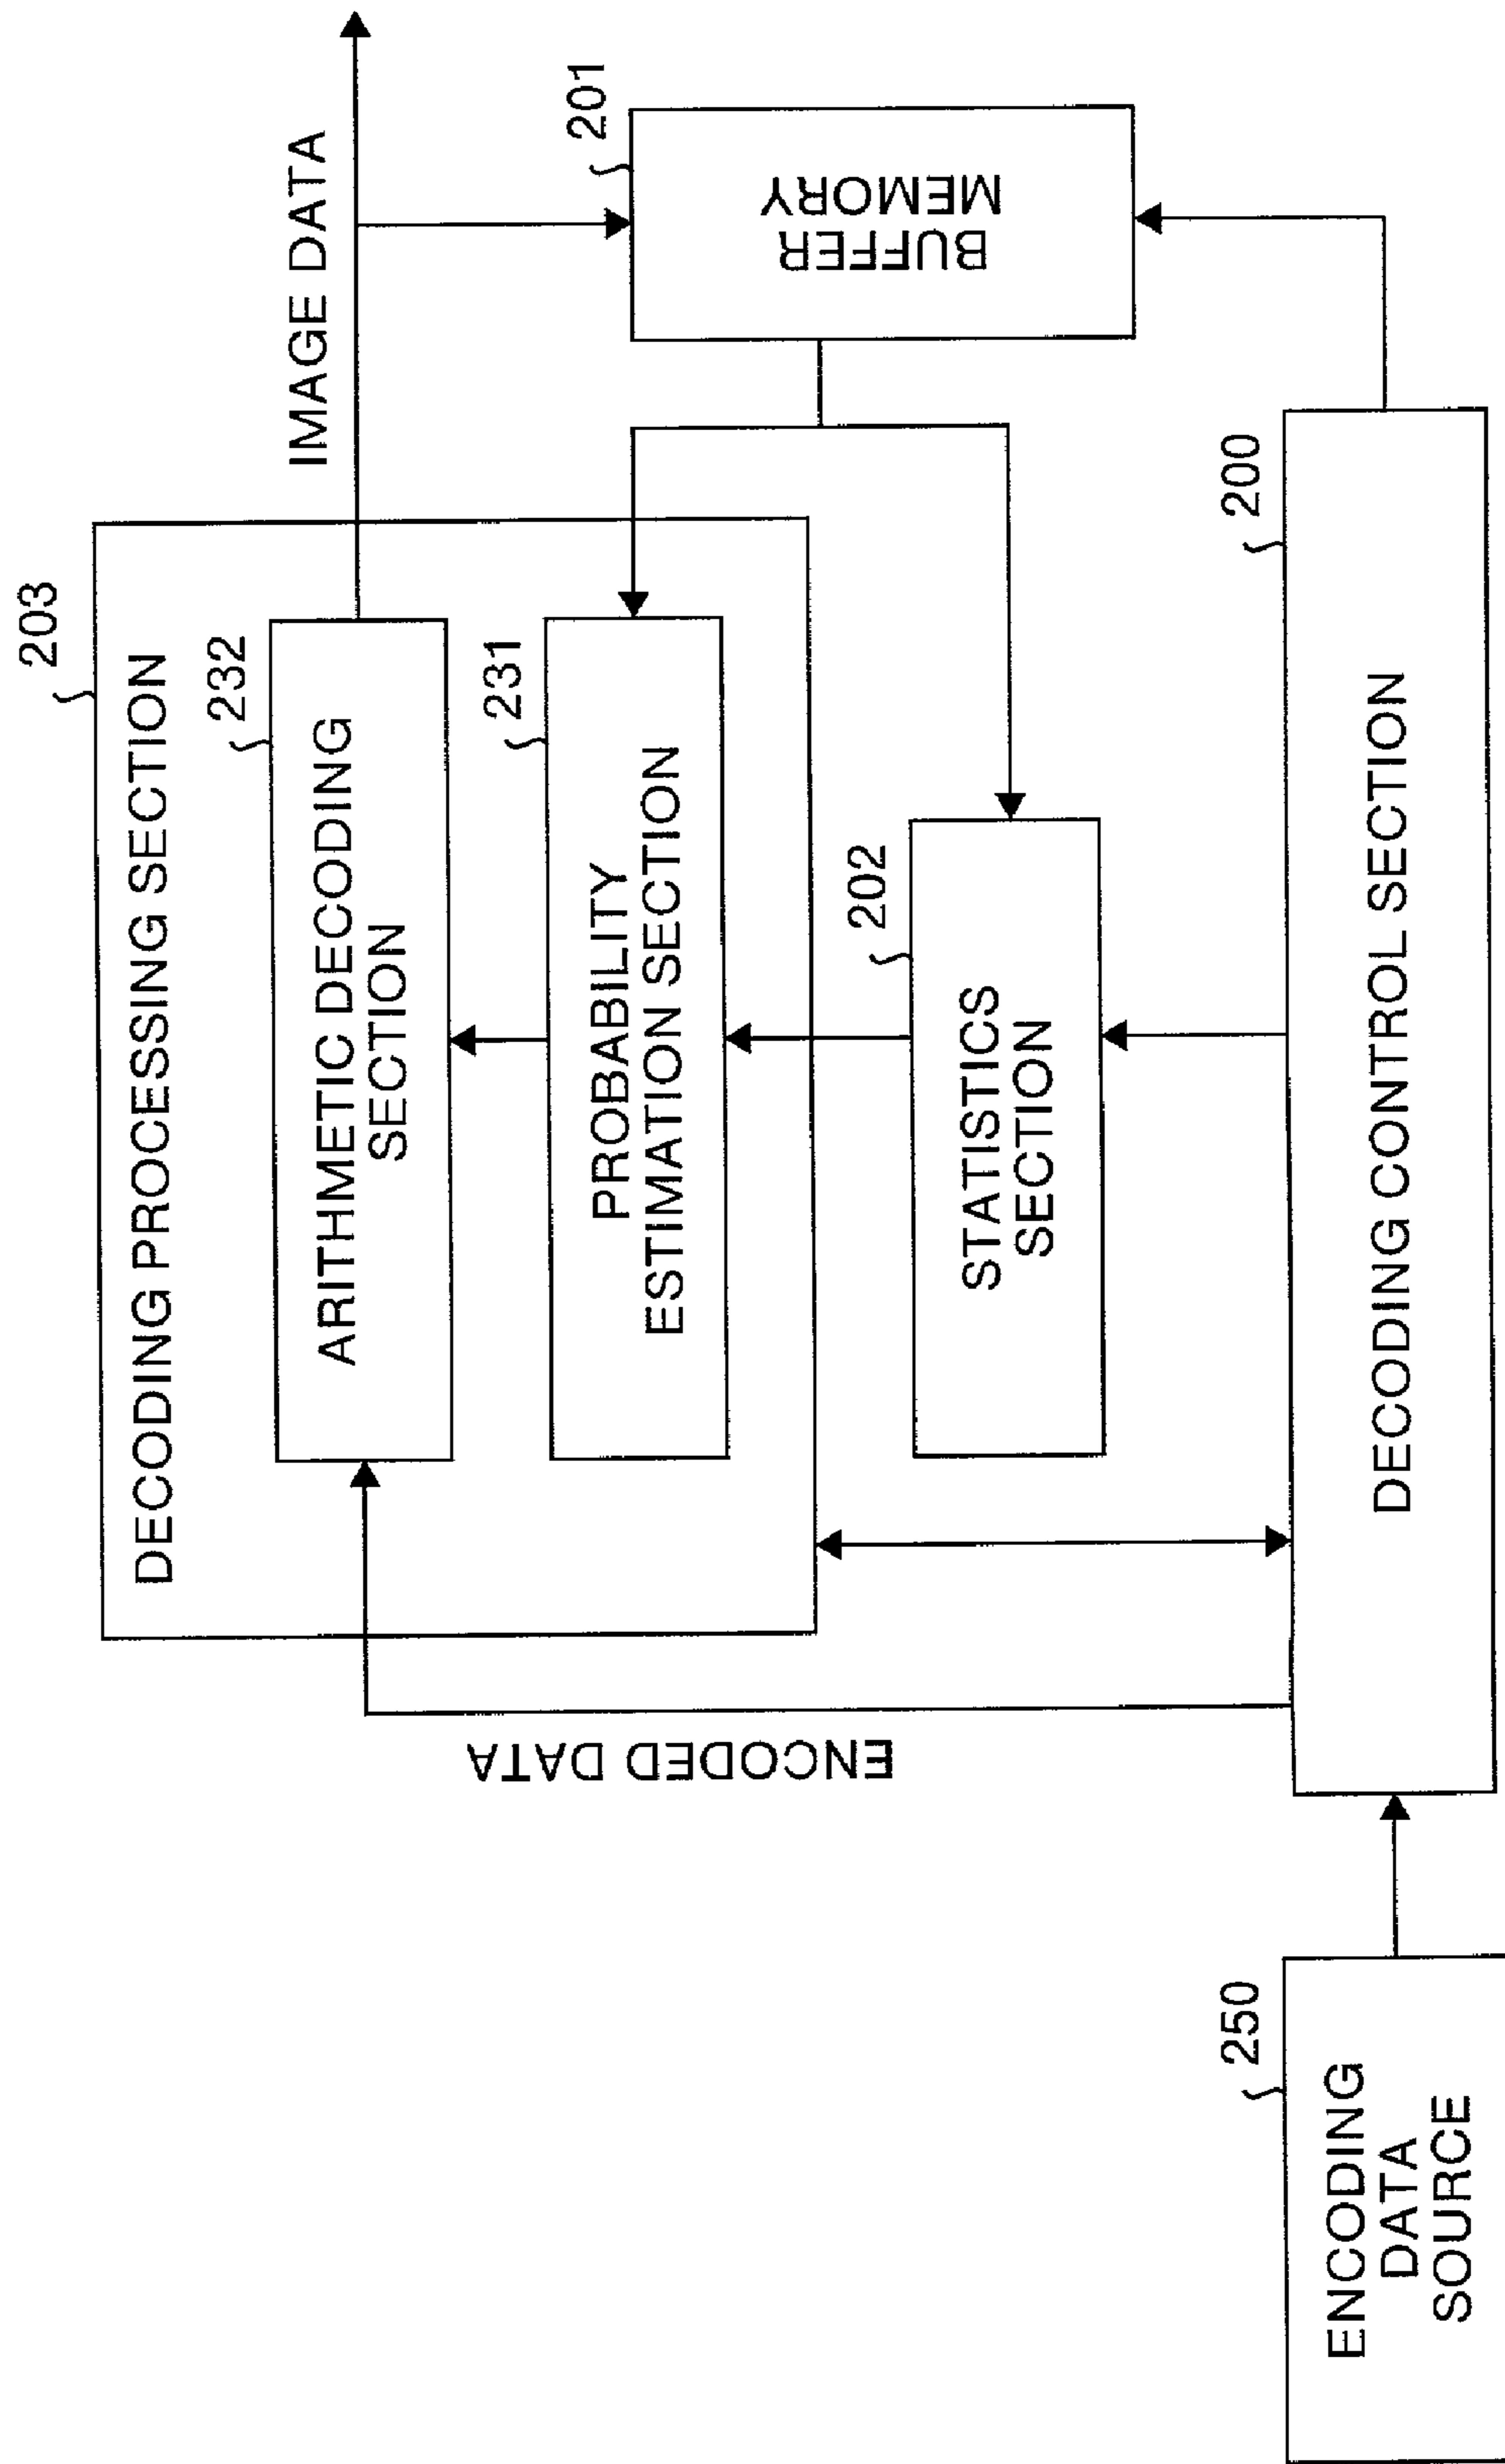 203
DECODING PROCESSING SECTION
232
ARITHMETIC DECODING
SECTION
231
PROBABILITY
ESTIMATION SECTION
IMAGE DATA
201
BUFFER
MEMORY
202
STATISTICS
SECTION
ENCODED DATA
200
DECODING CONTROL SECTION
250
ENCODING
DATA
SOURCE